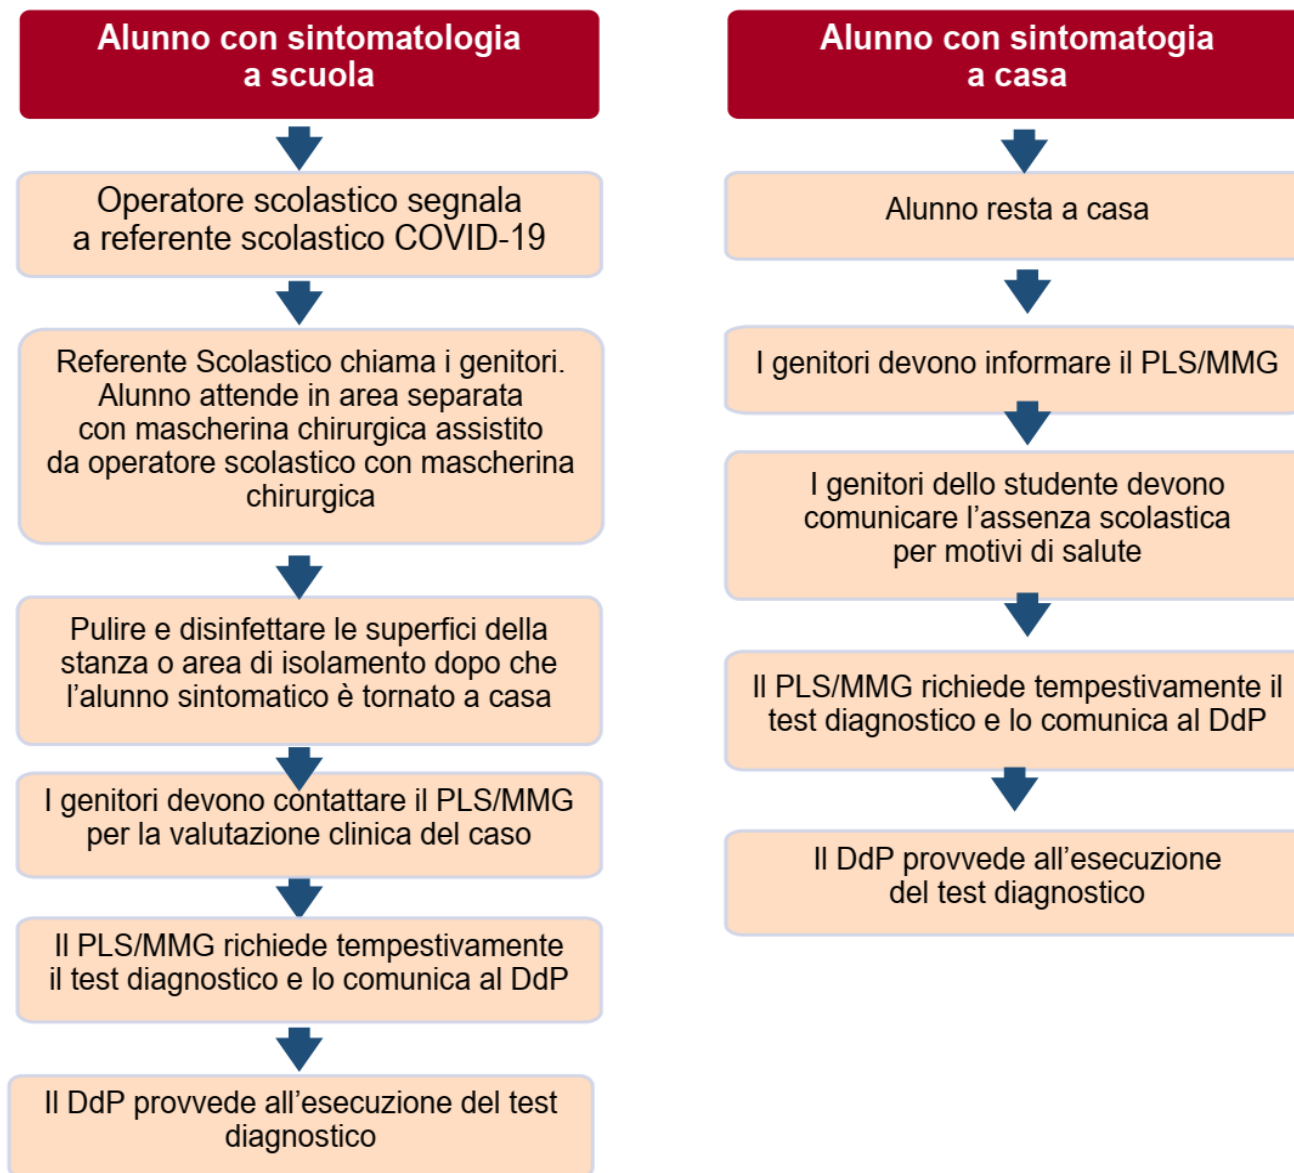 Alunno con sintomatologia
a scuola
Operatore scolastico segnala
a referente scolastico COVID-19
Referente Scolastico chiama i genitori.
Alunno attende in area separata
con mascherina chirurgica assistito
da operatore scolastico con mascherina
chirurgica
Pulire e disinfettare le superfici della
stanza o area di isolamento dopo che
l’alunno sintomatico è tornato a casa
I genitori devono contattare il PLS/MMG
per la valutazione clinica del caso
Il PLS/MMG richiede tempestivamente
il test diagnostico e lo comunica al DdP
Il DdP provvede all’esecuzione del test
diagnostico
Alunno con sintomatogia
a casa
Alunno resta a casa
I genitori devono informare il PLS/MMG
I genitori dello studente devono
comunicare l’assenza scolastica
per motivi di salute
Il PLS/MMG richiede tempestivamente il
test diagnostico e lo comunica al DdP
Il DdP provvede all’esecuzione
del test diagnostico